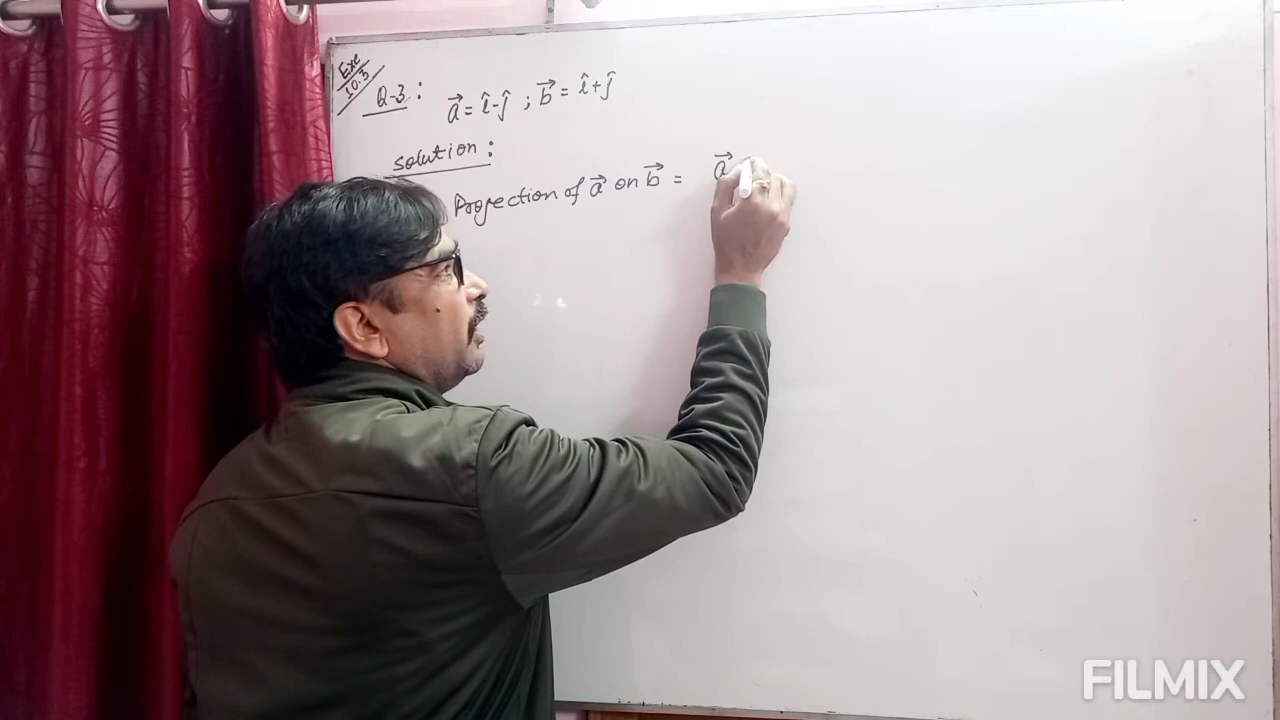 Exe
10.3
Q-3 : a⃗ = î-ĵ ; b⃗ = î+ĵ
Solution :
Projection of a⃗ on b⃗ = a⃗
FILMIX